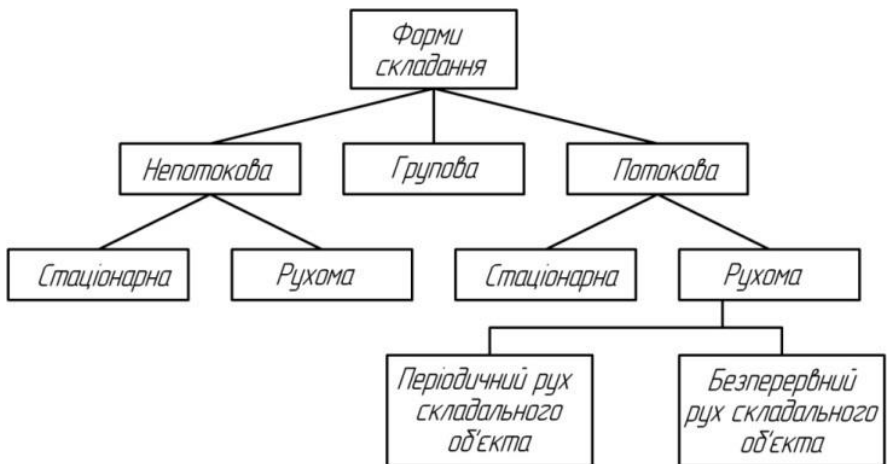 Форми
складання
Непотокова
Групова
Потокова
Стаціонарна
Рухома
Стаціонарна
Рухома
Періодичний рух
складального
об'єкта
Безперервний
рух складального
об'єкта